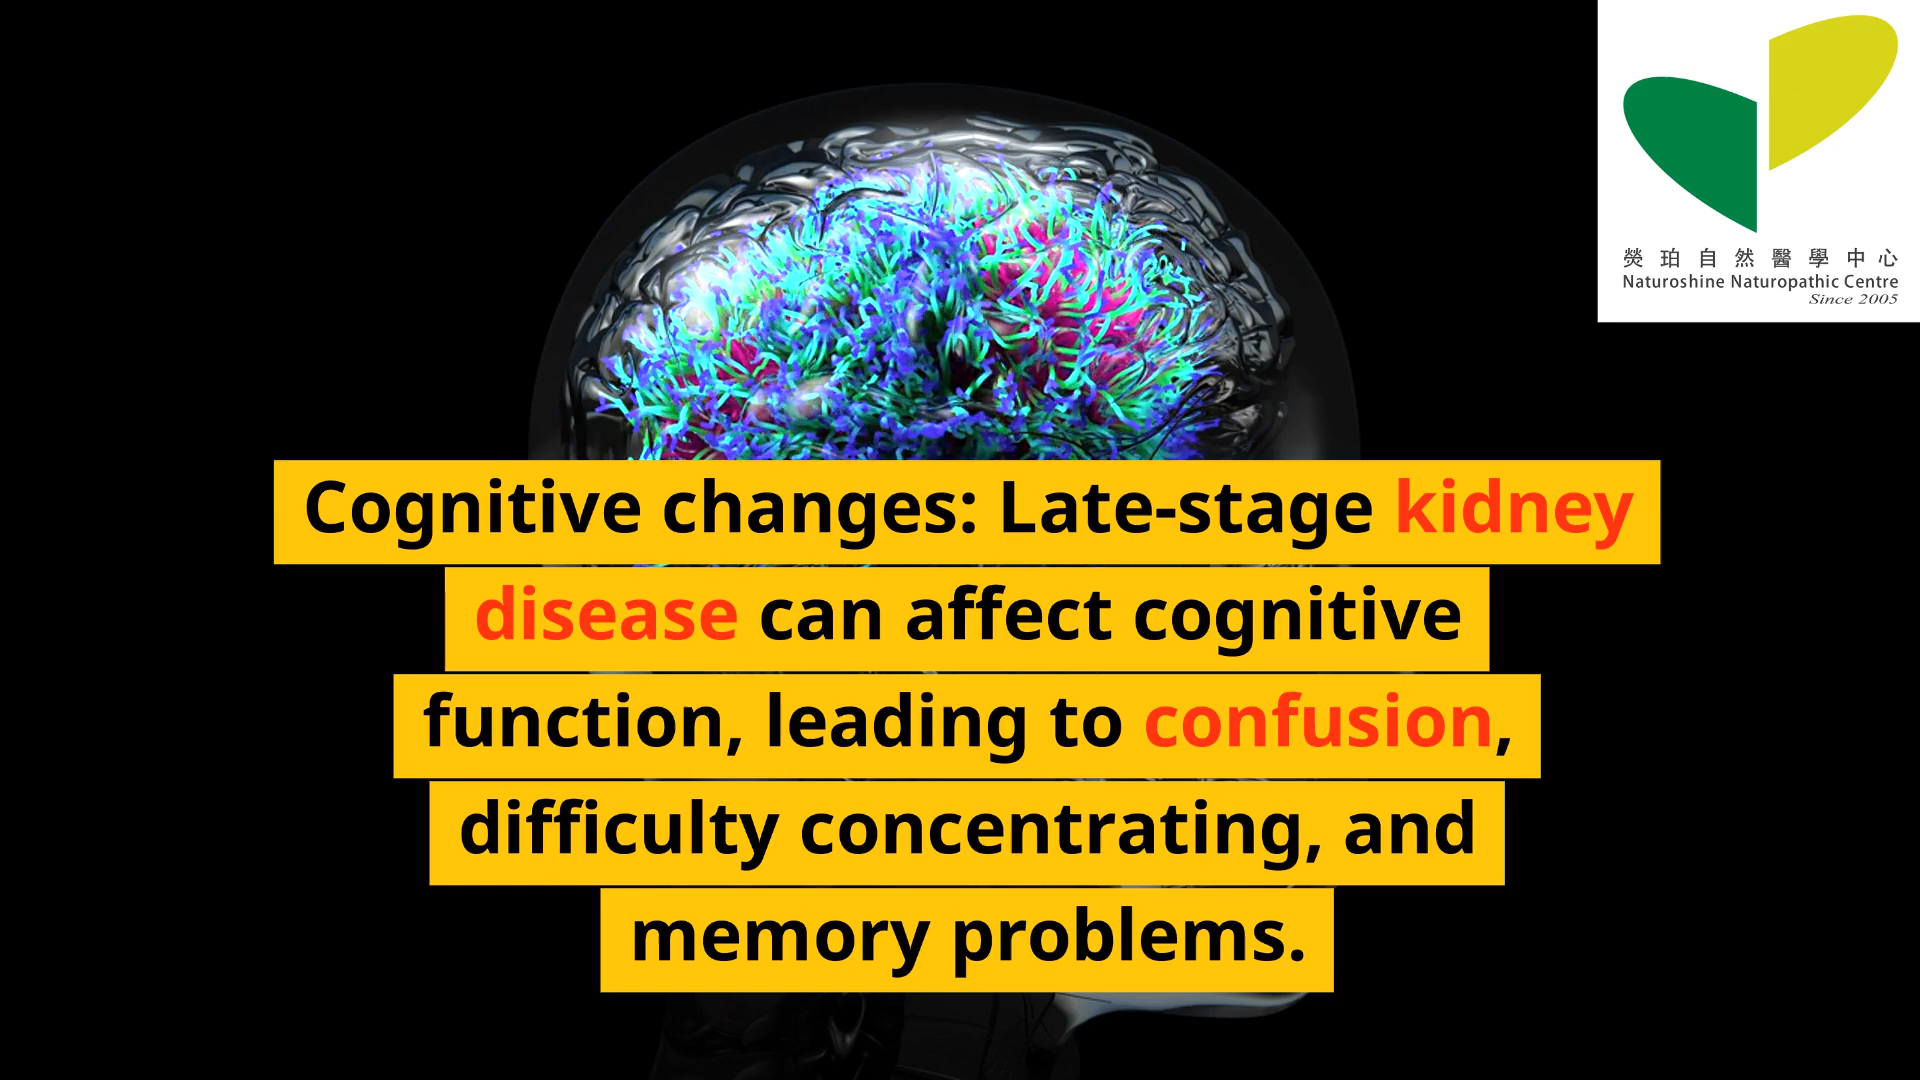 熒珀自然醫學中心
Naturoshine Naturopathic Centre
Since 2005
Cognitive changes: Late-stage kidney
disease can affect cognitive
function, leading to confusion,
difficulty concentrating, and
memory problems.